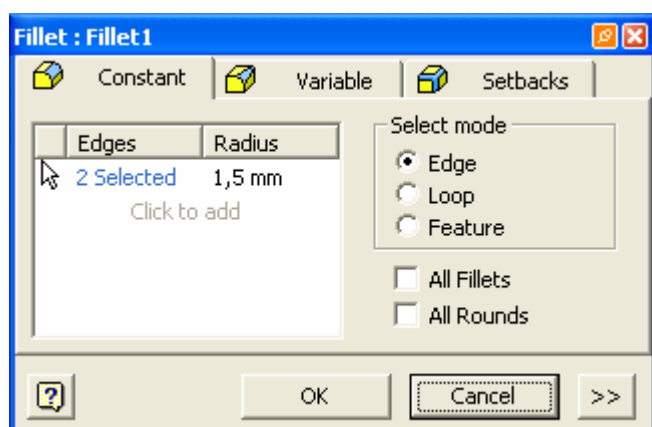 Fillet : Fillet1
Constant Variable Setbacks
Edges Radius
2 Selected 1,5 mm
Click to add
Select mode
Edge
Loop
Feature
All Fillets
All Rounds
? OK Cancel >>